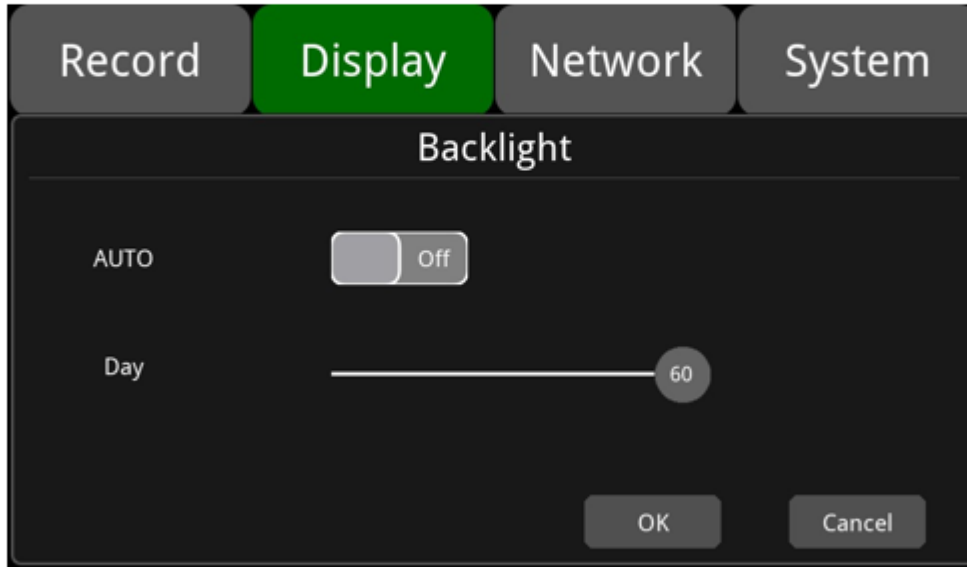 Record Display Network System
Backlight
AUTO Off
Day 60
OK Cancel